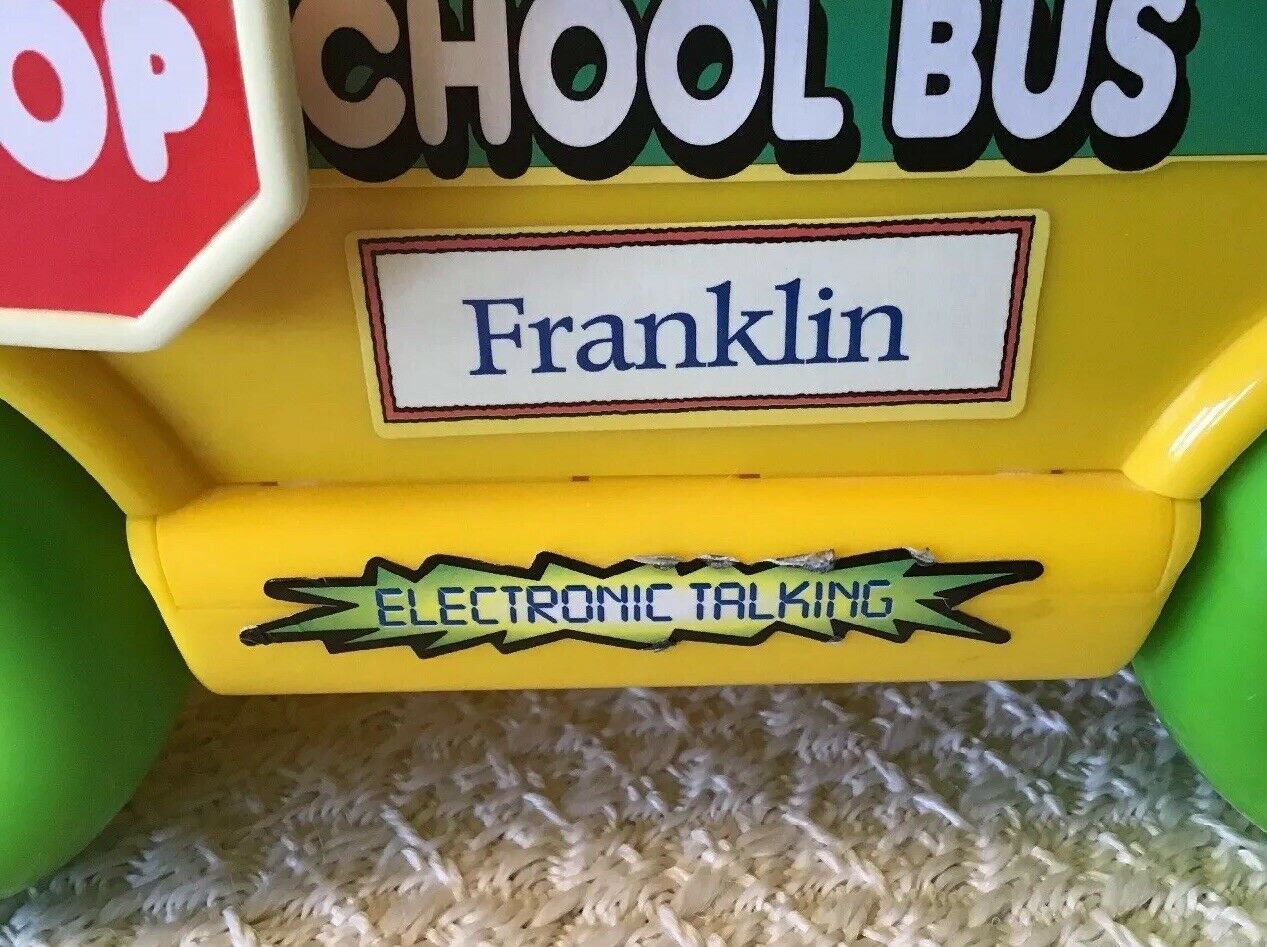 OP
CHOOL BUS
Franklin
ELECTRONIC TALKING